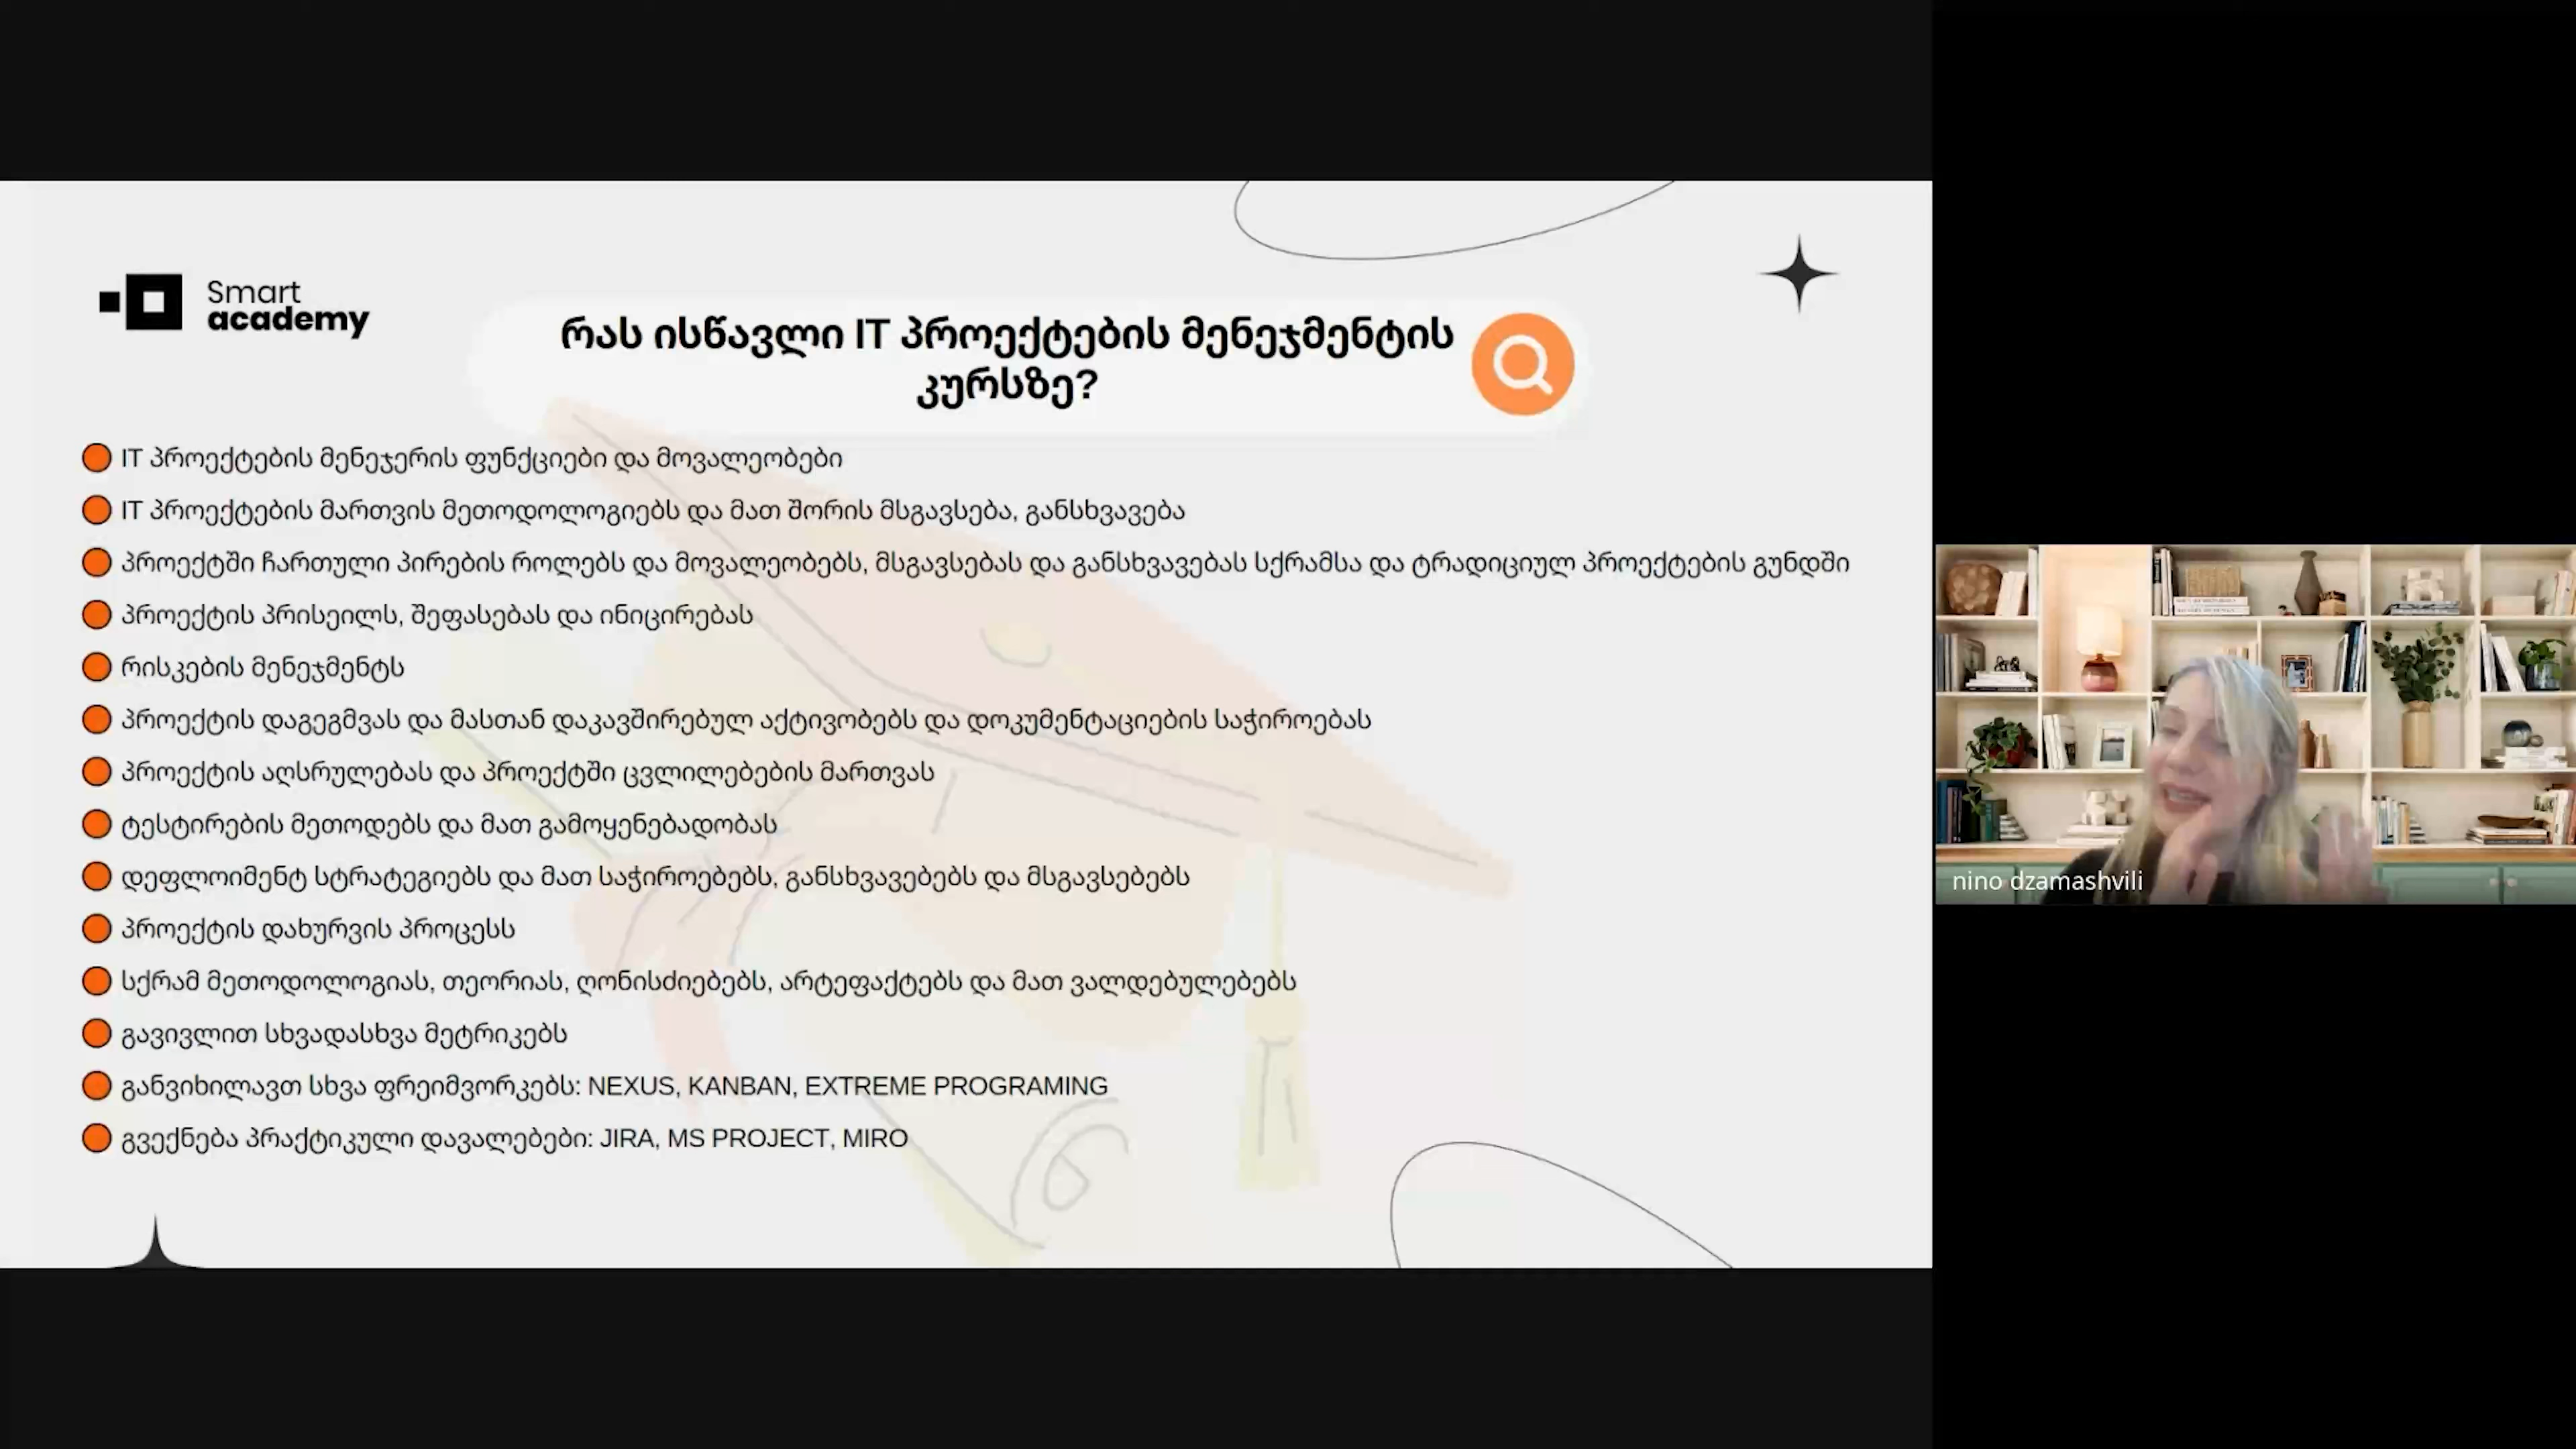 Smart
academy
რას ისწავლი IT პროექტების მენეჯმენტის
კურსზე?
IT პროექტების მენეჯერის ფუნქციები და მოვალეობები
IT პროექტების მართვის მეთოდოლოგიებს და მათ შორის მსგავსება, განსხვავება
პროექტში ჩართული პირების როლებს და მოვალეობებს, მსგავსებას და განსხვავებას სქრამსა და ტრადიციულ პროექტების გუნდში
პროექტის პრისეილს, შეფასებას და ინიცირებას
რისკების მენეჯმენტს
პროექტის დაგეგმვას და მასთან დაკავშირებულ აქტივობებს და დოკუმენტაციების საჭიროებას
პროექტის აღსრულებას და პროექტში ცვლილებების მართვას
ტესტირების მეთოდებს და მათ გამოყენებადობას
დეფლოიმენტ სტრატეგიებს და მათ საჭიროებებს, განსხვავებებს და მსგავსებებს
პროექტის დახურვის პროცესს
სქრამ მეთოდოლოგიას, თეორიას, ღონისძიებებს, არტეფაქტებს და მათ ვალდებულებებს
გავივლით სხვადასხვა მეტრიკებს
განვიხილავთ სხვა ფრეიმვორკებს: NEXUS, KANBAN, EXTREME PROGRAMING
გვექნება პრაქტიკული დავალებები: JIRA, MS PROJECT, MIRO
nino dzamashvili